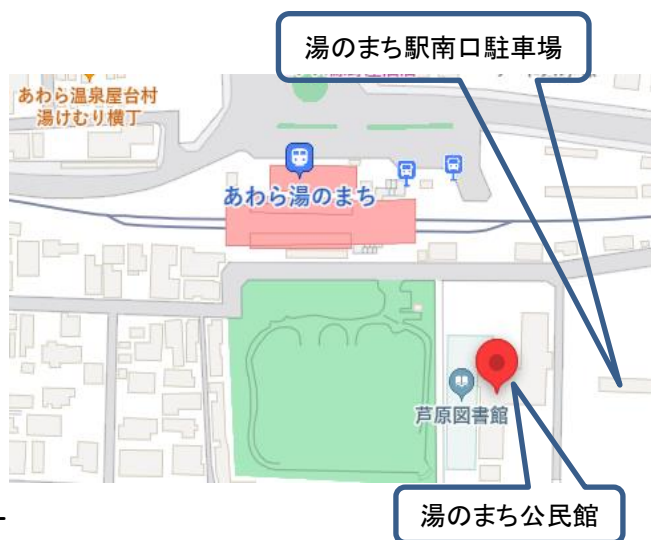 湯のまち駅南口駐車場
あわら温泉屋台村
湯けむり横丁
あわら湯のまち
芦原図書館
湯のまち公民館